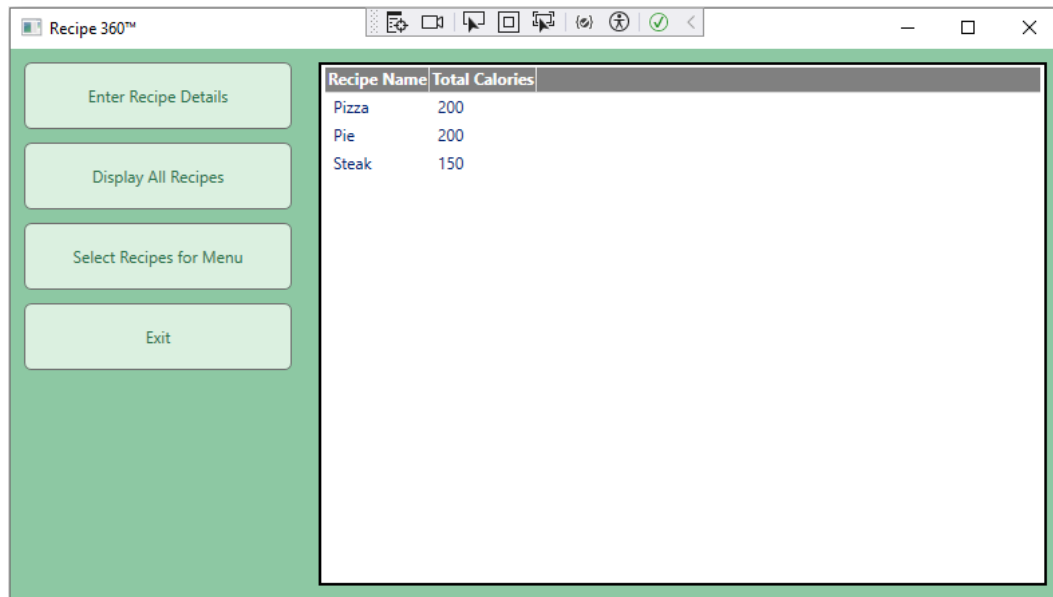 Recipe 360™
Enter Recipe Details
Display All Recipes
Select Recipes for Menu
Exit
Recipe Name Total Calories
Pizza 200
Pie 200
Steak 150